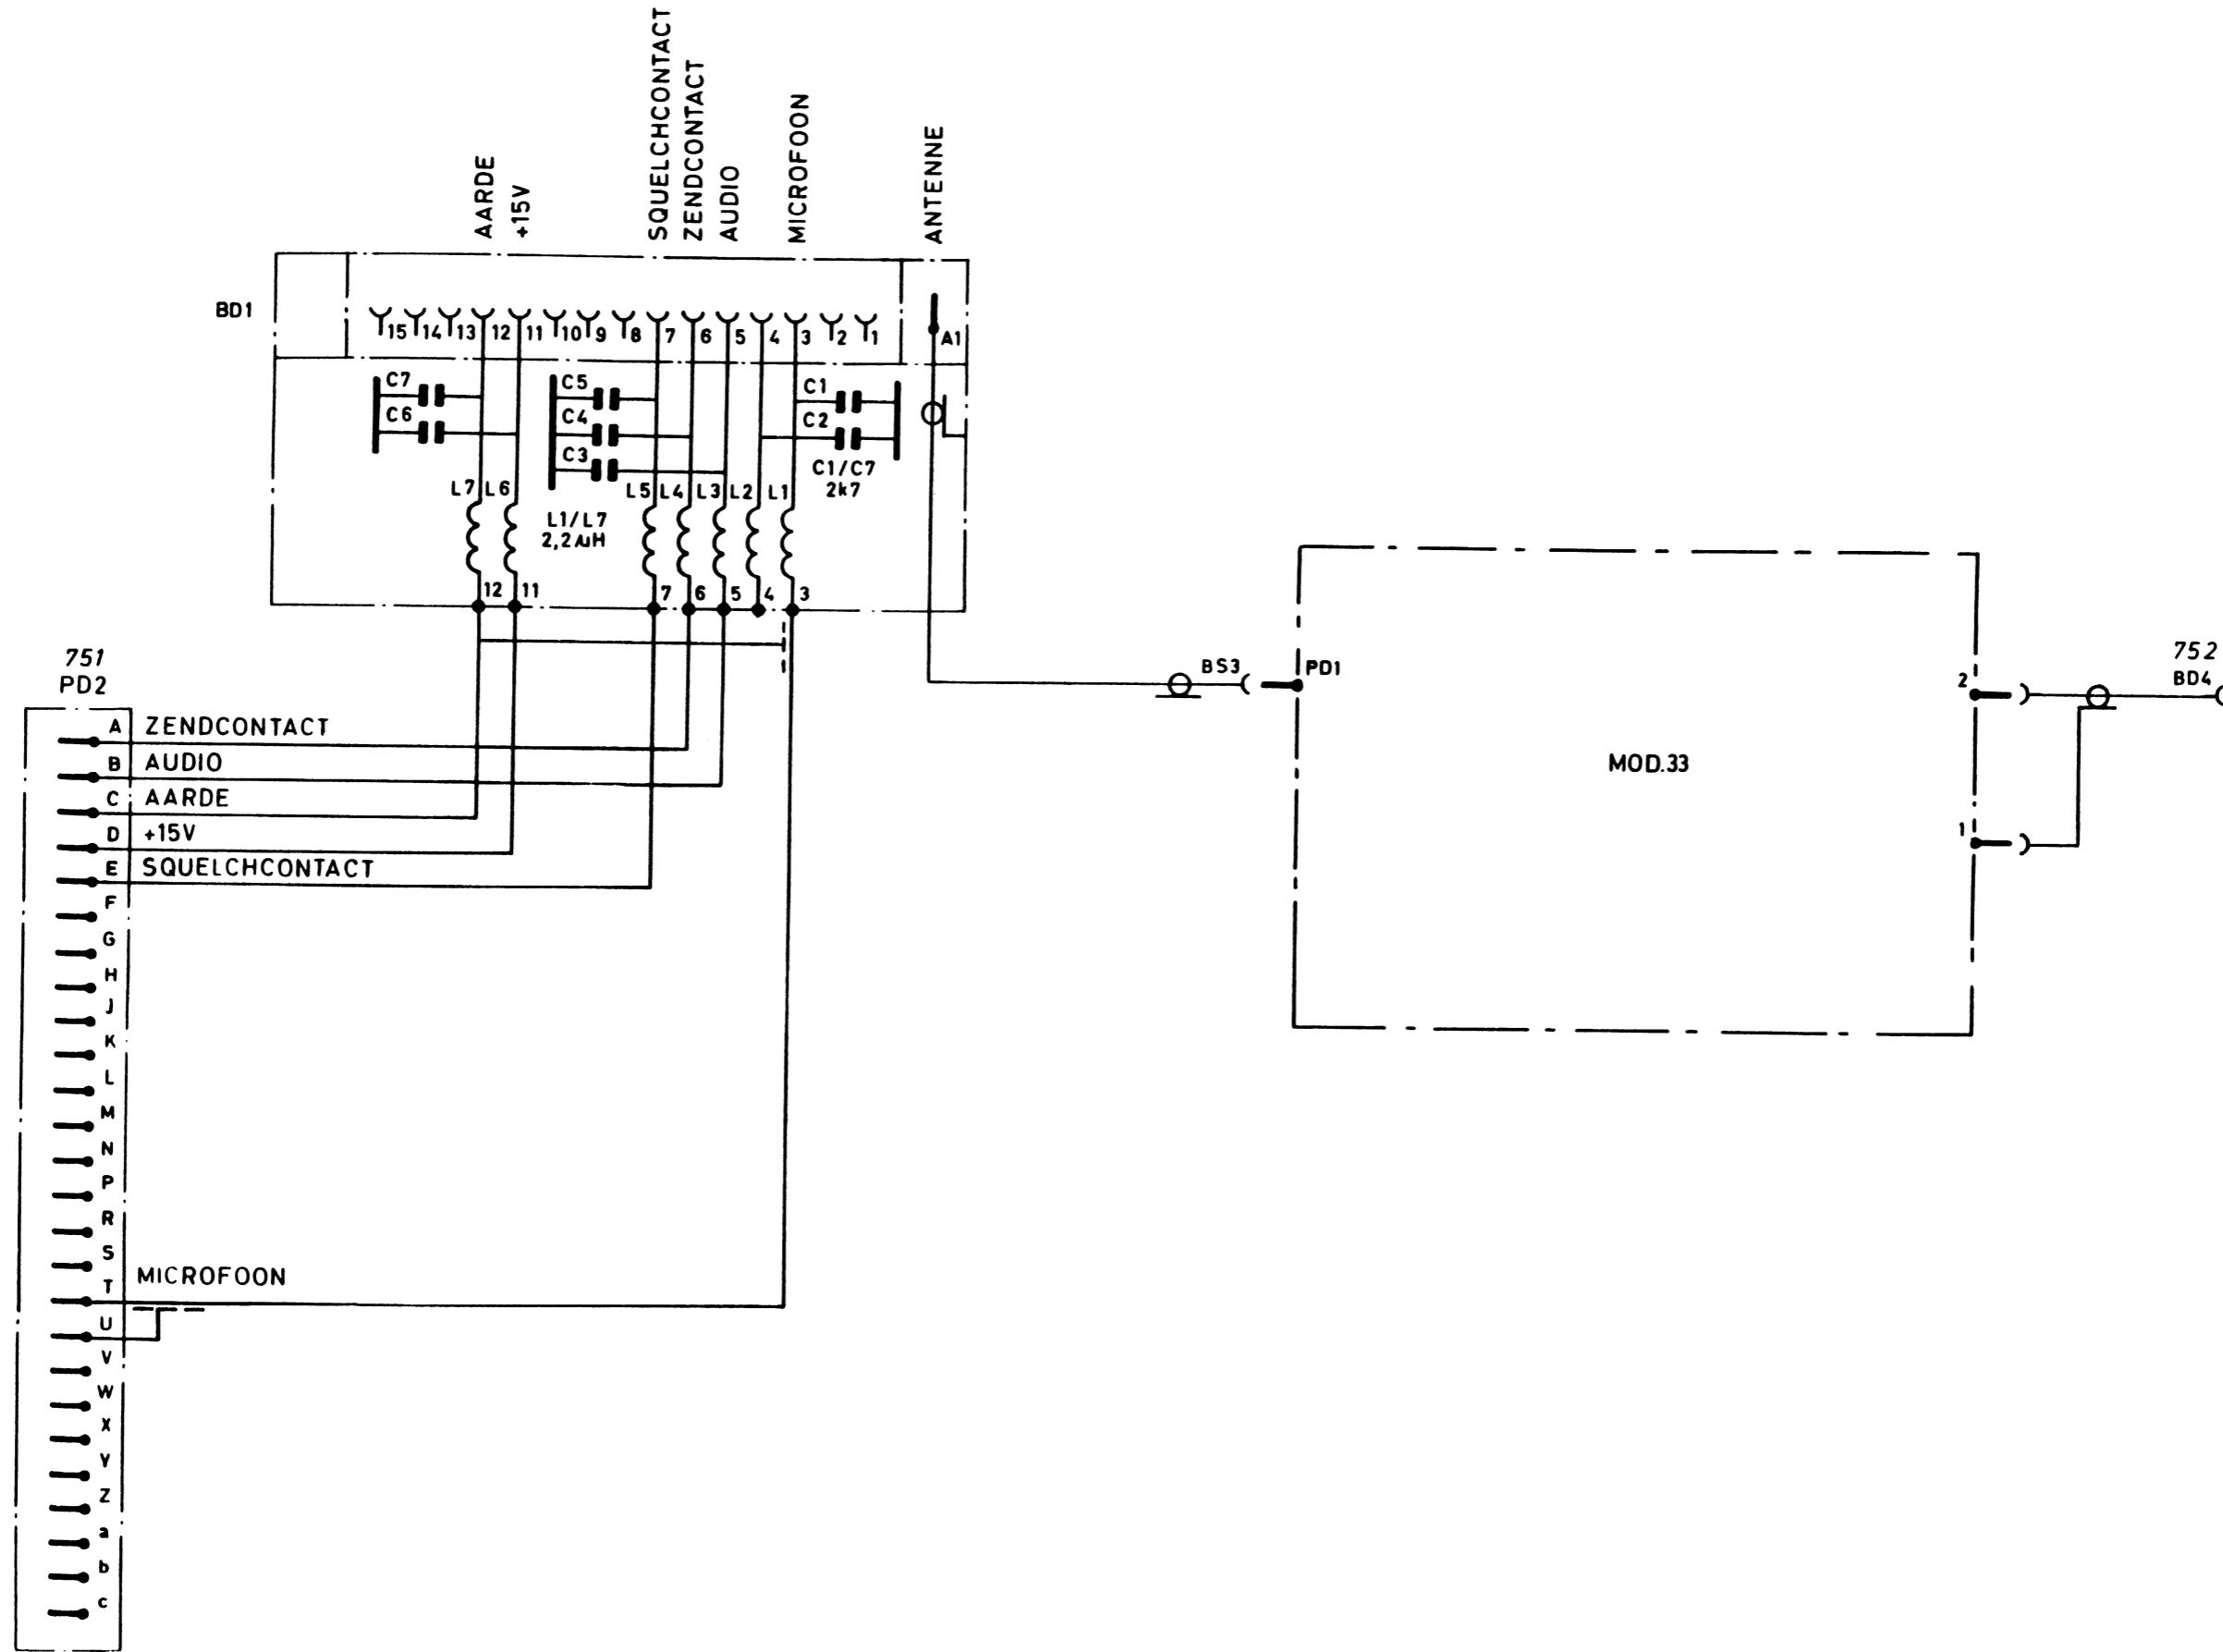 SQUELCHCONTACT
ZENDCONTACT
AUDIO
MICROFOON
ANTENNE
AARDE
+15V
BD1
15 14 13 12 11 10 9 8 7 6 5 4 3 2 1
A1
C7
C6
C5
C4
C3
C1
C2
C1/C7
2k7
L7 L6
L5 L4 L3 L2 L1
L1/L7
2,2µH
12 11
7 6 5 4 3
751
PD2
A ZENDCONTACT
B AUDIO
C AARDE
D +15V
E SQUELCHCONTACT
F
G
H
J
K
L
M
N
P
R
S
T MICROFOON
U
V
W
X
Y
Z
a
b
c
BS3
PD1
MOD.33
2
1
752
BD4